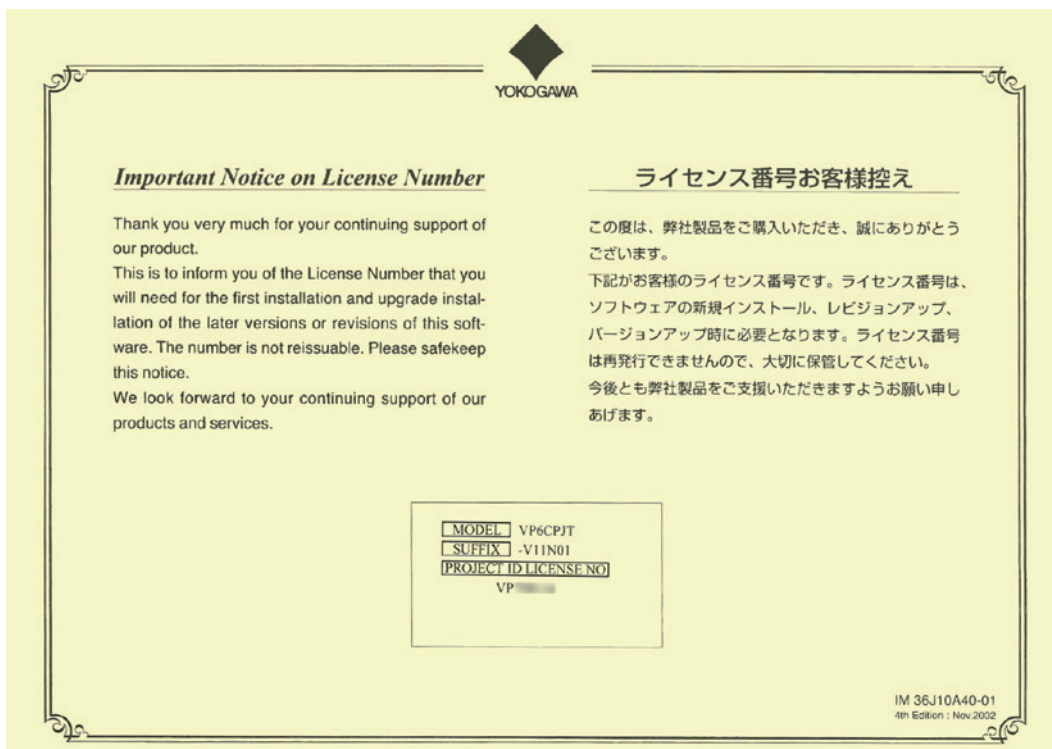 YOKOGAWA
Important Notice on License Number
Thank you very much for your continuing support of
our product.
This is to inform you of the License Number that you
will need for the first installation and upgrade instal-
lation of the later versions or revisions of this soft-
ware. The number is not reissuable. Please safekeep
this notice.
We look forward to your continuing support of our
products and services.
ライセンス番号お客様控え
この度は、弊社製品をご購入いただき、誠にありがとう
ございます。
下記がお客様のライセンス番号です。ライセンス番号は、
ソフトウェアの新規インストール、レビジョンアップ、
バージョンアップ時に必要となります。ライセンス番号
は再発行できませんので、大切に保管してください。
今後とも弊社製品をご支援いただきますようお願い申し
あげます。
MODEL VP6CPJT
SUFFIX -V11N01
PROJECT ID LICENSE NO
VP
IM 36J10A40-01
4th Edition : Nov.2002